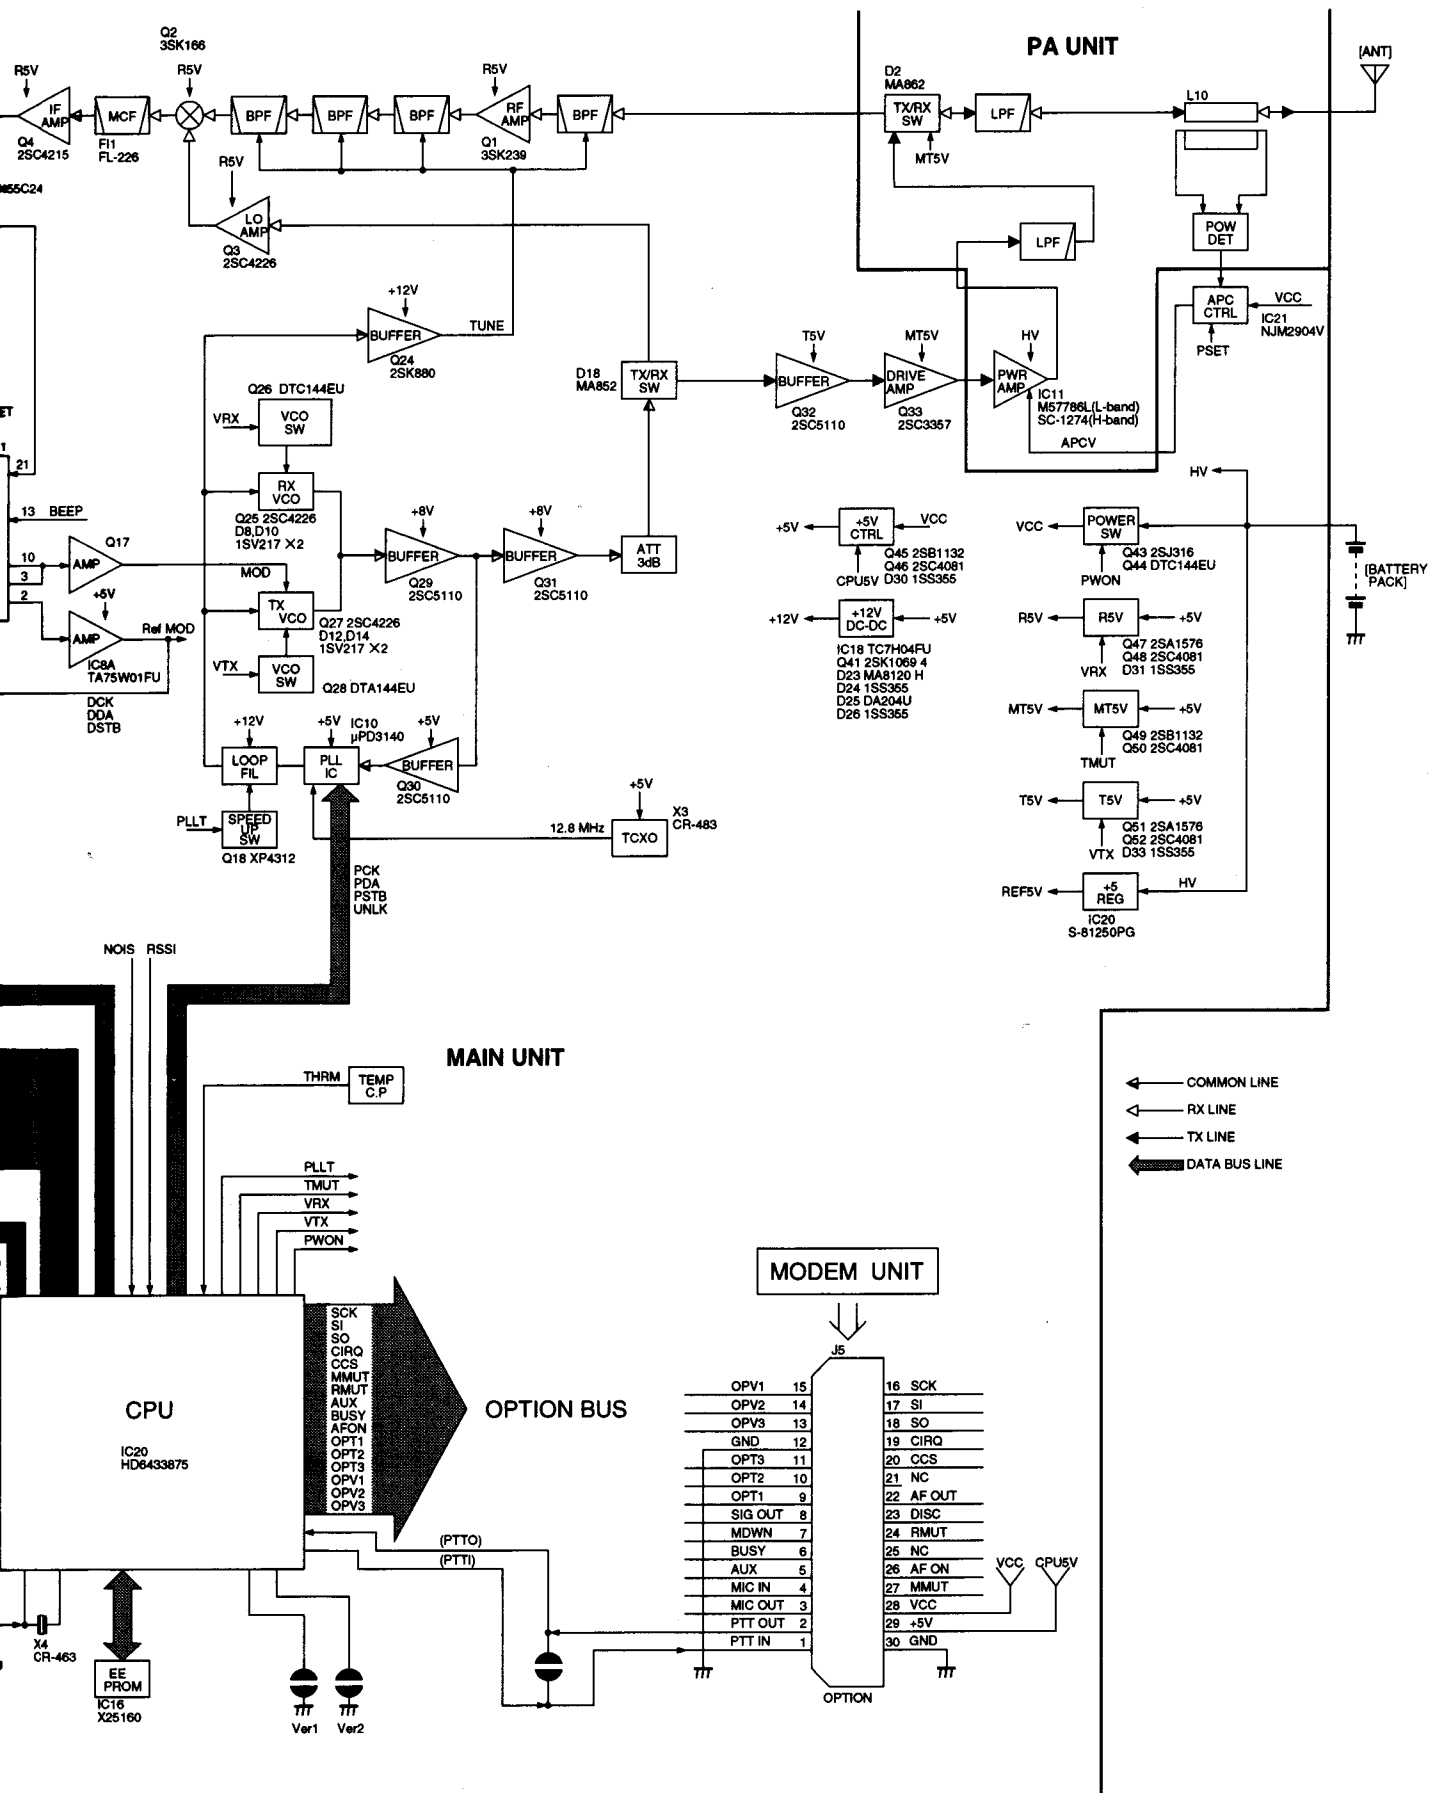 Q2
3SK166
R5V
R5V
R5V
IF
AMP
MCF
BPF
BPF
BPF
RF
AMP
BPF
Q4
2SC4215
FI1
FL-226
Q1
3SK239
PA UNIT
[ANT]
D2
MA862
TX/RX
SW
LPF
L10
MT5V
R5V
LO
AMP
Q3
2SC4226
LPF
POW
DET
APC
CTRL
VCC
IC21
NJM2904V
PSET
+12V
BUFFER
TUNE
Q24
2SK880
D18
MA852
TX/RX
SW
T5V
BUFFER
Q32
2SC5110
MT5V
DRIVE
AMP
Q33
2SC3357
HV
PWR
AMP
IC11
M57786L(L-band)
SC-1274(H-band)
APCV
Q26 DTC144EU
VRX
VCO
SW
RX
VCO
Q25 2SC4226
D8,D10
1SV217 ×2
21
13 BEEP
10
3
2
Q17
AMP
MOD
+5V
AMP
Ref MOD
IC8A
TA75W01FU
DCK
DDA
DSTB
TX
VCO
Q27 2SC4226
D12,D14
1SV217 ×2
VTX
VCO
SW
Q28 DTA144EU
+8V
BUFFER
Q29
2SC5110
+8V
BUFFER
Q31
2SC5110
ATT
3dB
+12V
LOOP
FIL
+5V
PLL
IC
IC10
µPD3140
+5V
BUFFER
Q30
2SC5110
PLLT
SPEED
UP
SW
Q18 XP4312
12.8 MHz
+5V
TCXO
X3
CR-483
PCK
PDA
PSTB
UNLK
HV
+5V
+5V
CTRL
VCC
CPU5V
Q45 2SB1132
Q46 2SC4081
D30 1SS355
+12V
+12V
DC-DC
+5V
IC18 TC7H04FU
Q41 2SK1069 4
D23 MA8120 H
D24 1SS355
D25 DA204U
D26 1SS355
VCC
POWER
SW
PWON
Q43 2SJ316
Q44 DTC144EU
[BATTERY
PACK]
R5V
R5V
+5V
VRX
Q47 2SA1576
Q48 2SC4081
D31 1SS355
MT5V
MT5V
+5V
TMUT
Q49 2SB1132
Q50 2SC4081
T5V
T5V
+5V
VTX
Q51 2SA1576
Q52 2SC4081
D33 1SS355
REF5V
+5
REG
HV
IC20
S-81250PG
NOIS RSSI
MAIN UNIT
THRM
TEMP
C.P
COMMON LINE
RX LINE
TX LINE
DATA BUS LINE
PLLT
TMUT
VRX
VTX
PWON
CPU
IC20
HD6433875
SCK
SI
SO
CIRQ
CCS
MMUT
RMUT
AUX
BUSY
AFON
OPT1
OPT2
OPT3
OPV1
OPV2
OPV3
OPTION BUS
MODEM UNIT
J5
OPV1 15
OPV2 14
OPV3 13
GND 12
OPT3 11
OPT2 10
OPT1 9
SIG OUT 8
MDWN 7
BUSY 6
AUX 5
MIC IN 4
MIC OUT 3
PTT OUT 2
PTT IN 1
16 SCK
17 SI
18 SO
19 CIRQ
20 CCS
21 NC
22 AF OUT
23 DISC
24 RMUT
25 NC
26 AF ON
27 MMUT
28 VCC
29 +5V
30 GND
VCC CPU5V
OPTION
(PTTO)
(PTTI)
X4
CR-463
EE
PROM
IC16
X25160
Ver1 Ver2